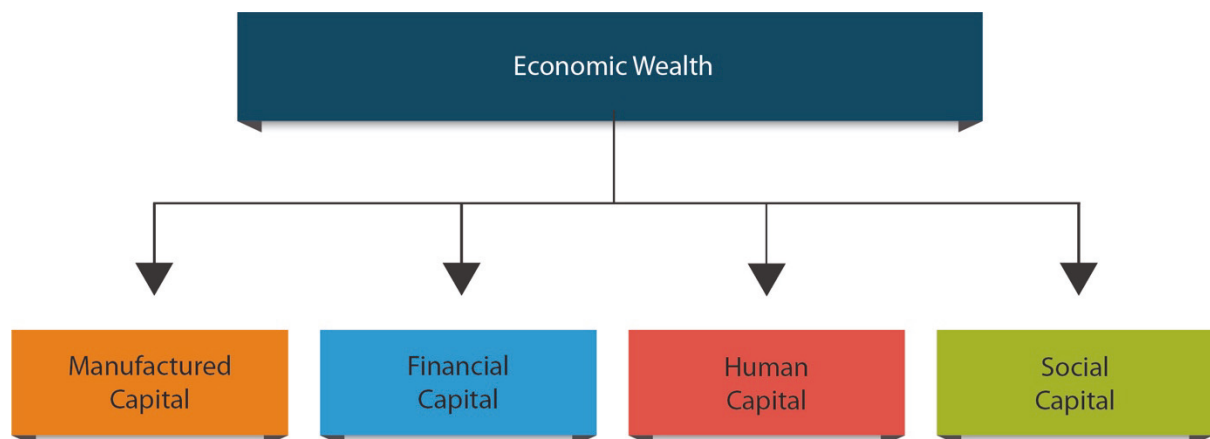 Economic Wealth
Manufactured
Capital
Financial
Capital
Human
Capital
Social
Capital